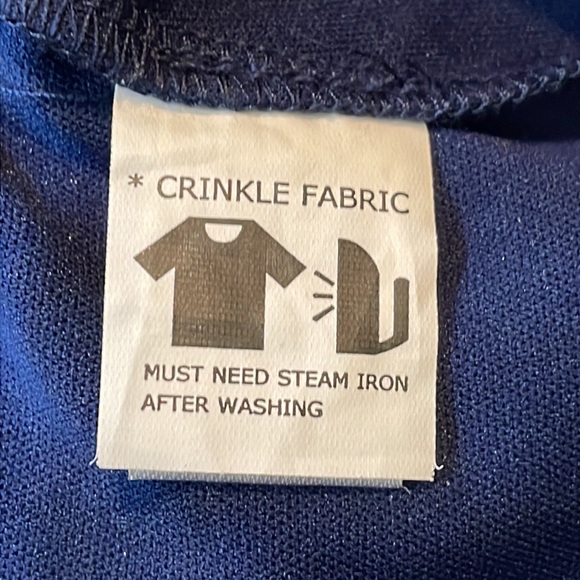 * CRINKLE FABRIC
MUST NEED STEAM IRON
AFTER WASHING